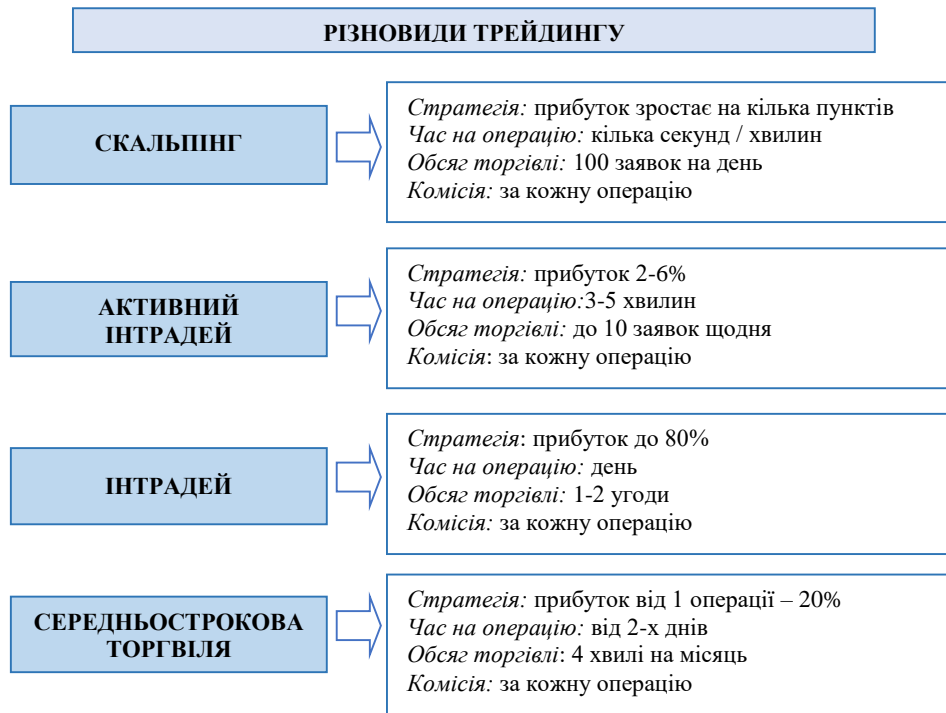 РІЗНОВИДИ ТРЕЙДИНГУ
СКАЛЬПІНГ
Стратегія: прибуток зростає на кілька пунктів
Час на операцію: кілька секунд / хвилин
Обсяг торгівлі: 100 заявок на день
Комісія: за кожну операцію
АКТИВНИЙ
ІНТРАДЕЙ
Стратегія: прибуток 2-6%
Час на операцію:3-5 хвилин
Обсяг торгівлі: до 10 заявок щодня
Комісія: за кожну операцію
ІНТРАДЕЙ
Стратегія: прибуток до 80%
Час на операцію: день
Обсяг торгівлі: 1-2 угоди
Комісія: за кожну операцію
СЕРЕДНЬОСТРОКОВА
ТОРГВІЛЯ
Стратегія: прибуток від 1 операції – 20%
Час на операцію: від 2-х днів
Обсяг торгівлі: 4 хвилі на місяць
Комісія: за кожну операцію